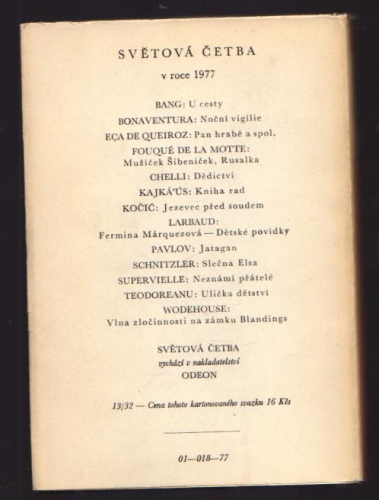 SVĚTOVÁ ČETBA
v roce 1977
BANG: U cesty
BONAVENTURA: Noční vigilie
EÇA DE QUEIROZ: Pan hrabě a spol.
FOUQUÉ DE LA MOTTE:
Mužíček Šibeníček, Rusalka
CHELLI: Dědictví
KAJKÁ'ÚS: Kniha rad
KOČIĆ: Jezevec před soudem
LARBAUD:
Fermina Márquezová — Dětské povídky
PAVLOV: Jatagan
SCHNITZLER: Slečna Elsa
SUPERVIELLE: Neznámí přátelé
TEODOREANU: Ulička dětství
WODEHOUSE:
Vlna zločinnosti na zámku Blandings
SVĚTOVÁ ČETBA
vychází v nakladatelství
ODEON
13/32 — Cena tohoto kartonovaného svazku 16 Kčs
01—018—77